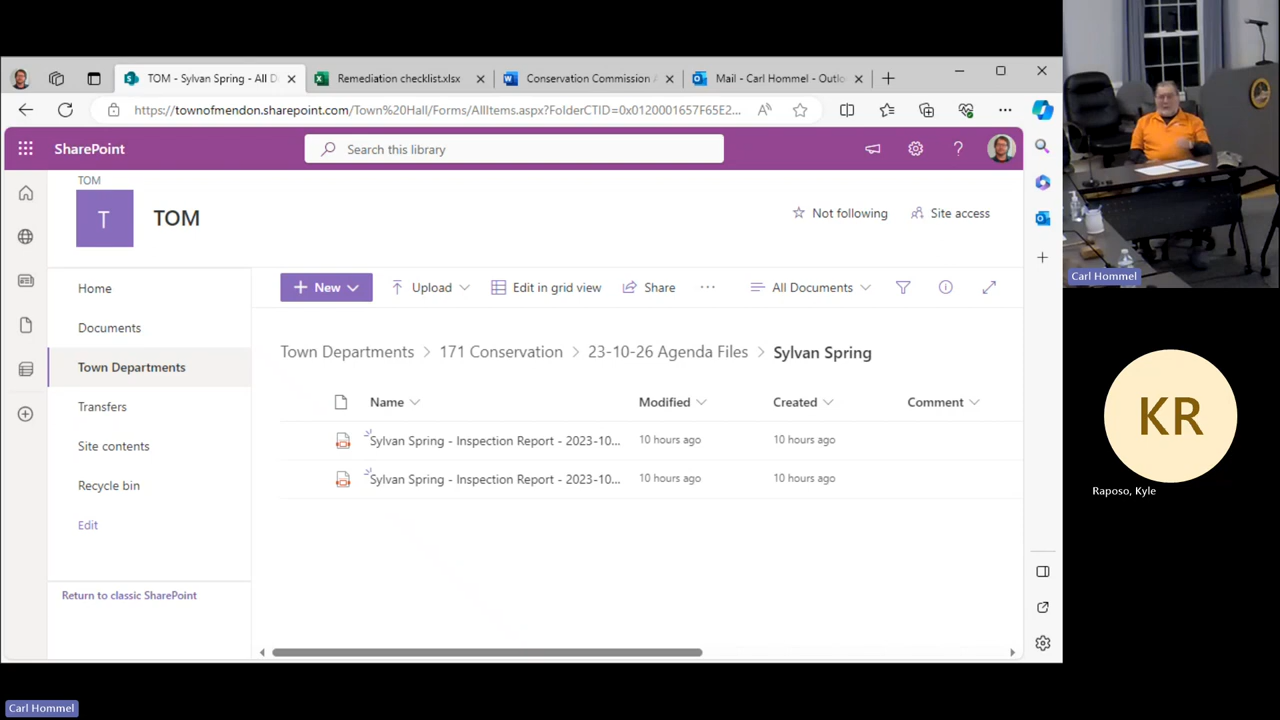 TOM - Sylvan Spring - All D
Remediation checklist.xlsx
Conservation Commission A
Mail - Carl Hommel - Outlo
https://townofmendon.sharepoint.com/Town%20Hall/Forms/AllItems.aspx?FolderCTID=0x0120001657F65E2...
SharePoint
Search this library
TOM
T
TOM
Not following
Site access
Home
Documents
Town Departments
Transfers
Site contents
Recycle bin
Edit
Return to classic SharePoint
New
Upload
Edit in grid view
Share
All Documents
Town Departments > 171 Conservation > 23-10-26 Agenda Files > Sylvan Spring
Name Modified Created Comment
Sylvan Spring - Inspection Report - 2023-10... 10 hours ago 10 hours ago
Sylvan Spring - Inspection Report - 2023-10... 10 hours ago 10 hours ago
Carl Hommel
KR
Raposo, Kyle
Carl Hommel